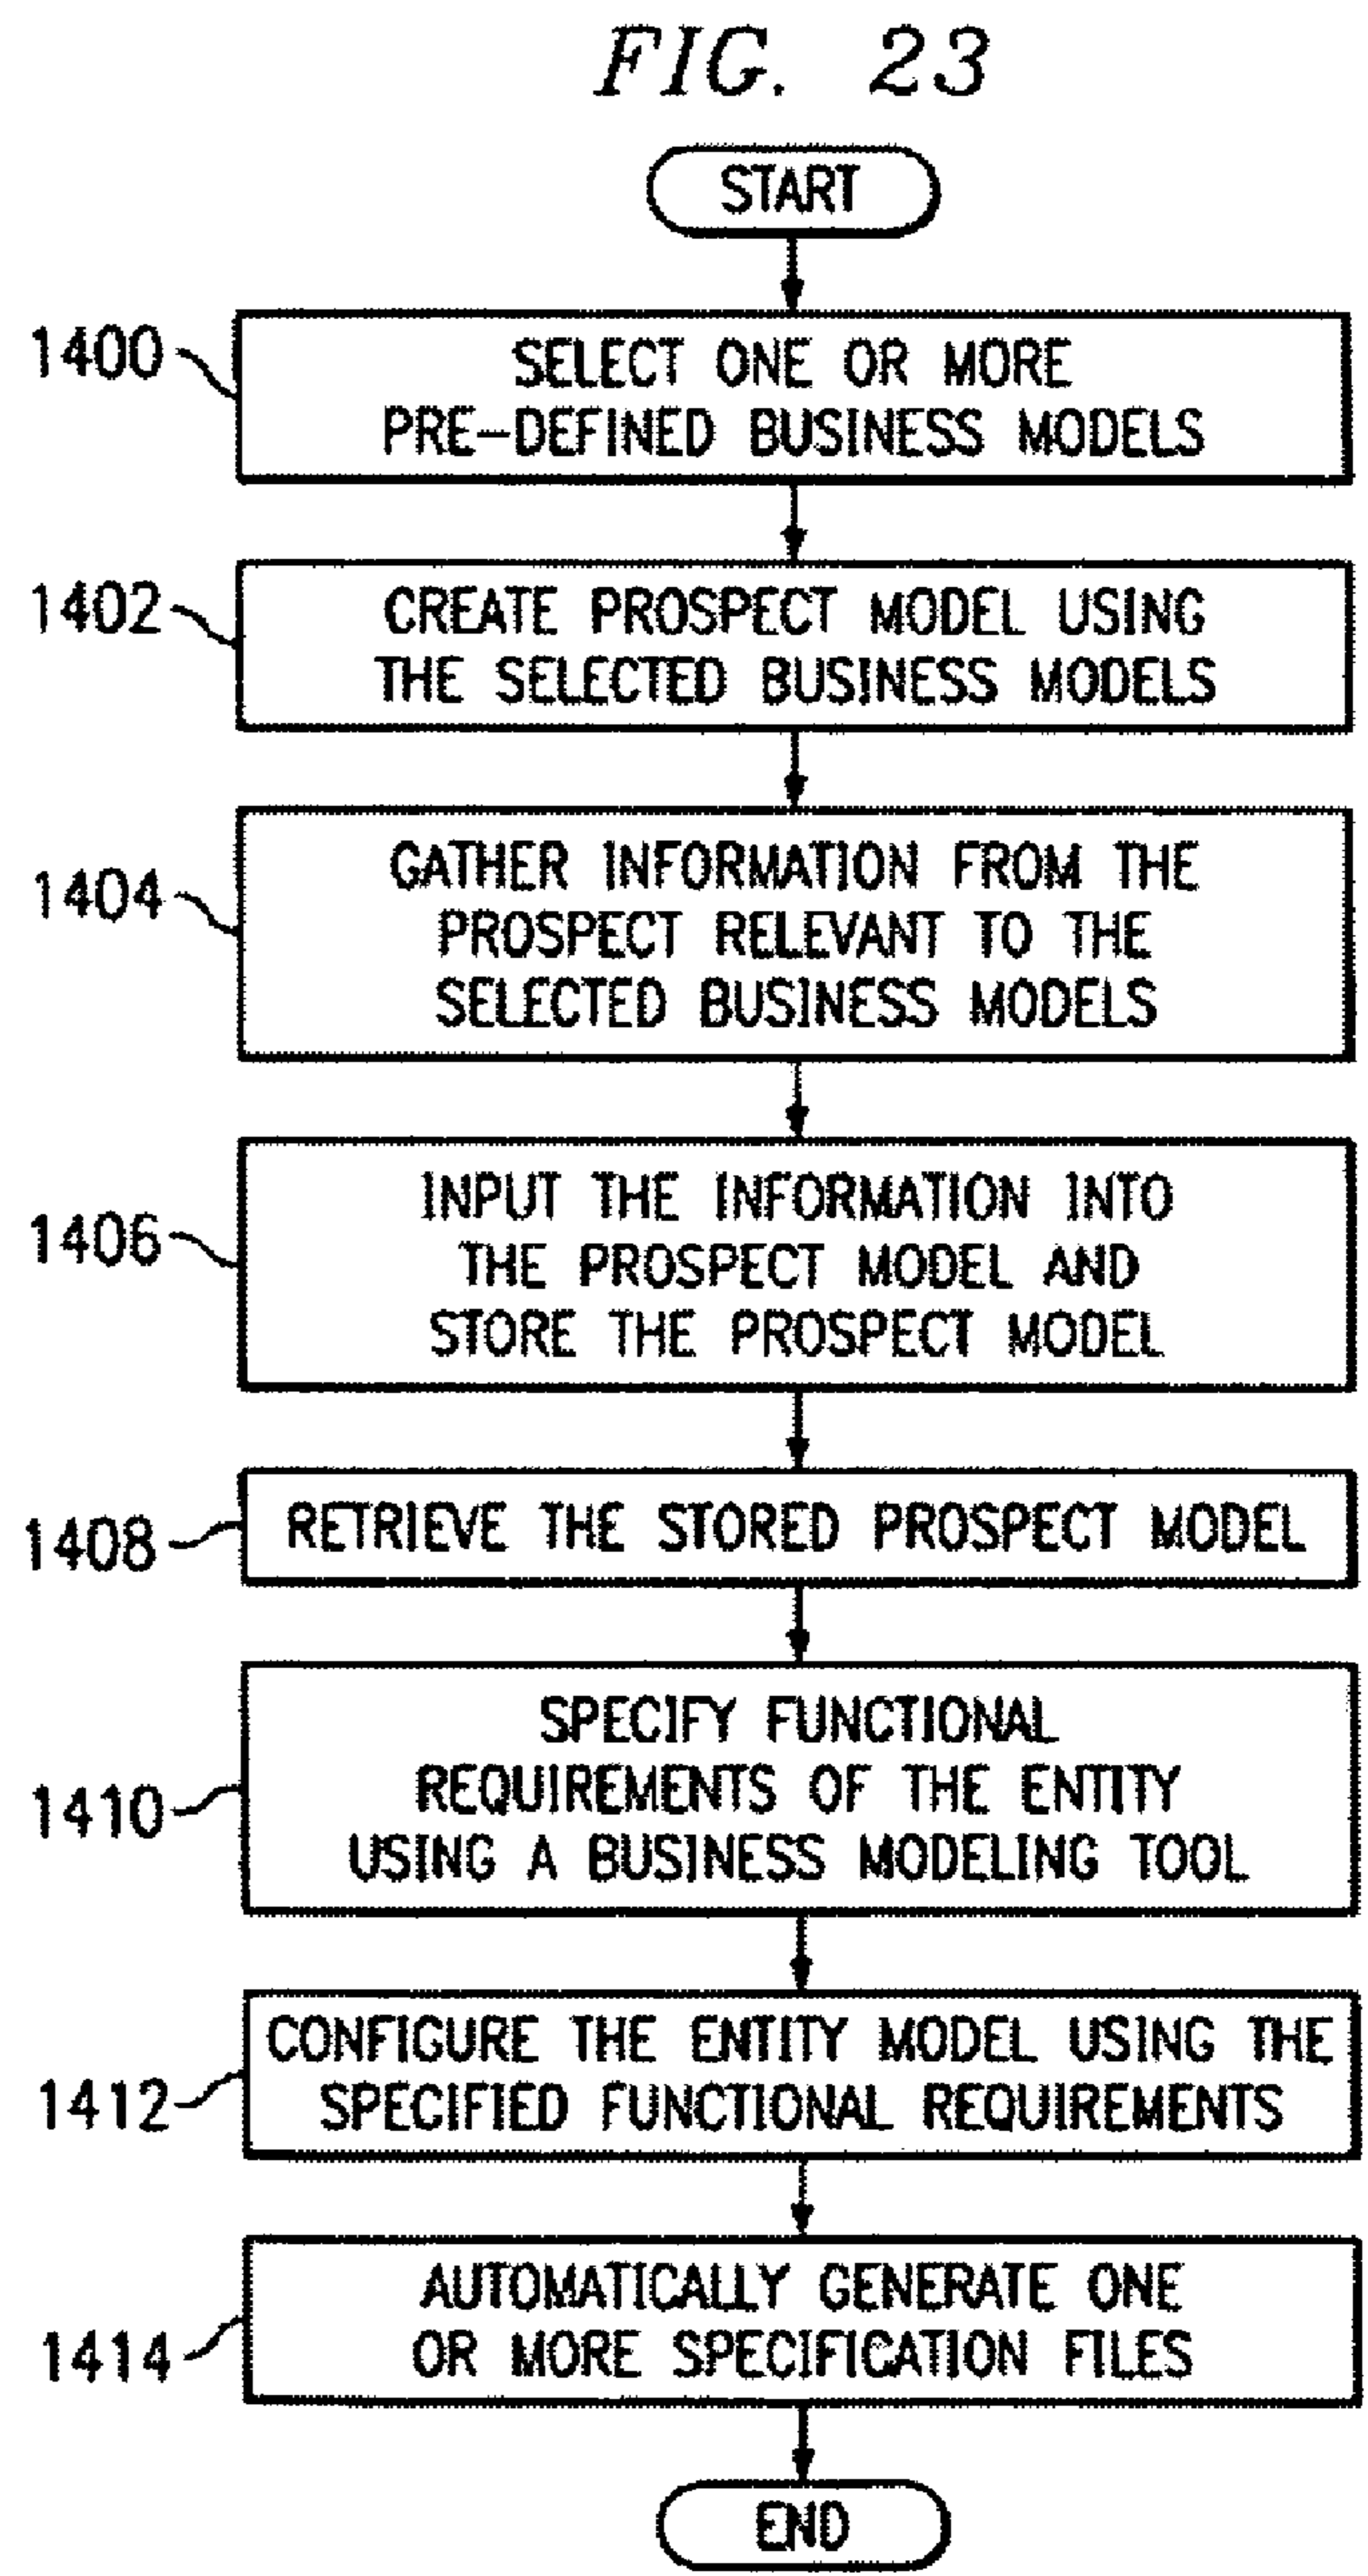 FIG. 23
START
1400
SELECT ONE OR MORE
PRE-DEFINED BUSINESS MODELS
1402
CREATE PROSPECT MODEL USING
THE SELECTED BUSINESS MODELS
1404
GATHER INFORMATION FROM THE
PROSPECT RELEVANT TO THE
SELECTED BUSINESS MODELS
1406
INPUT THE INFORMATION INTO
THE PROSPECT MODEL AND
STORE THE PROSPECT MODEL
1408
RETRIEVE THE STORED PROSPECT MODEL
1410
SPECIFY FUNCTIONAL
REQUIREMENTS OF THE ENTITY
USING A BUSINESS MODELING TOOL
1412
CONFIGURE THE ENTITY MODEL USING THE
SPECIFIED FUNCTIONAL REQUIREMENTS
1414
AUTOMATICALLY GENERATE ONE
OR MORE SPECIFICATION FILES
END